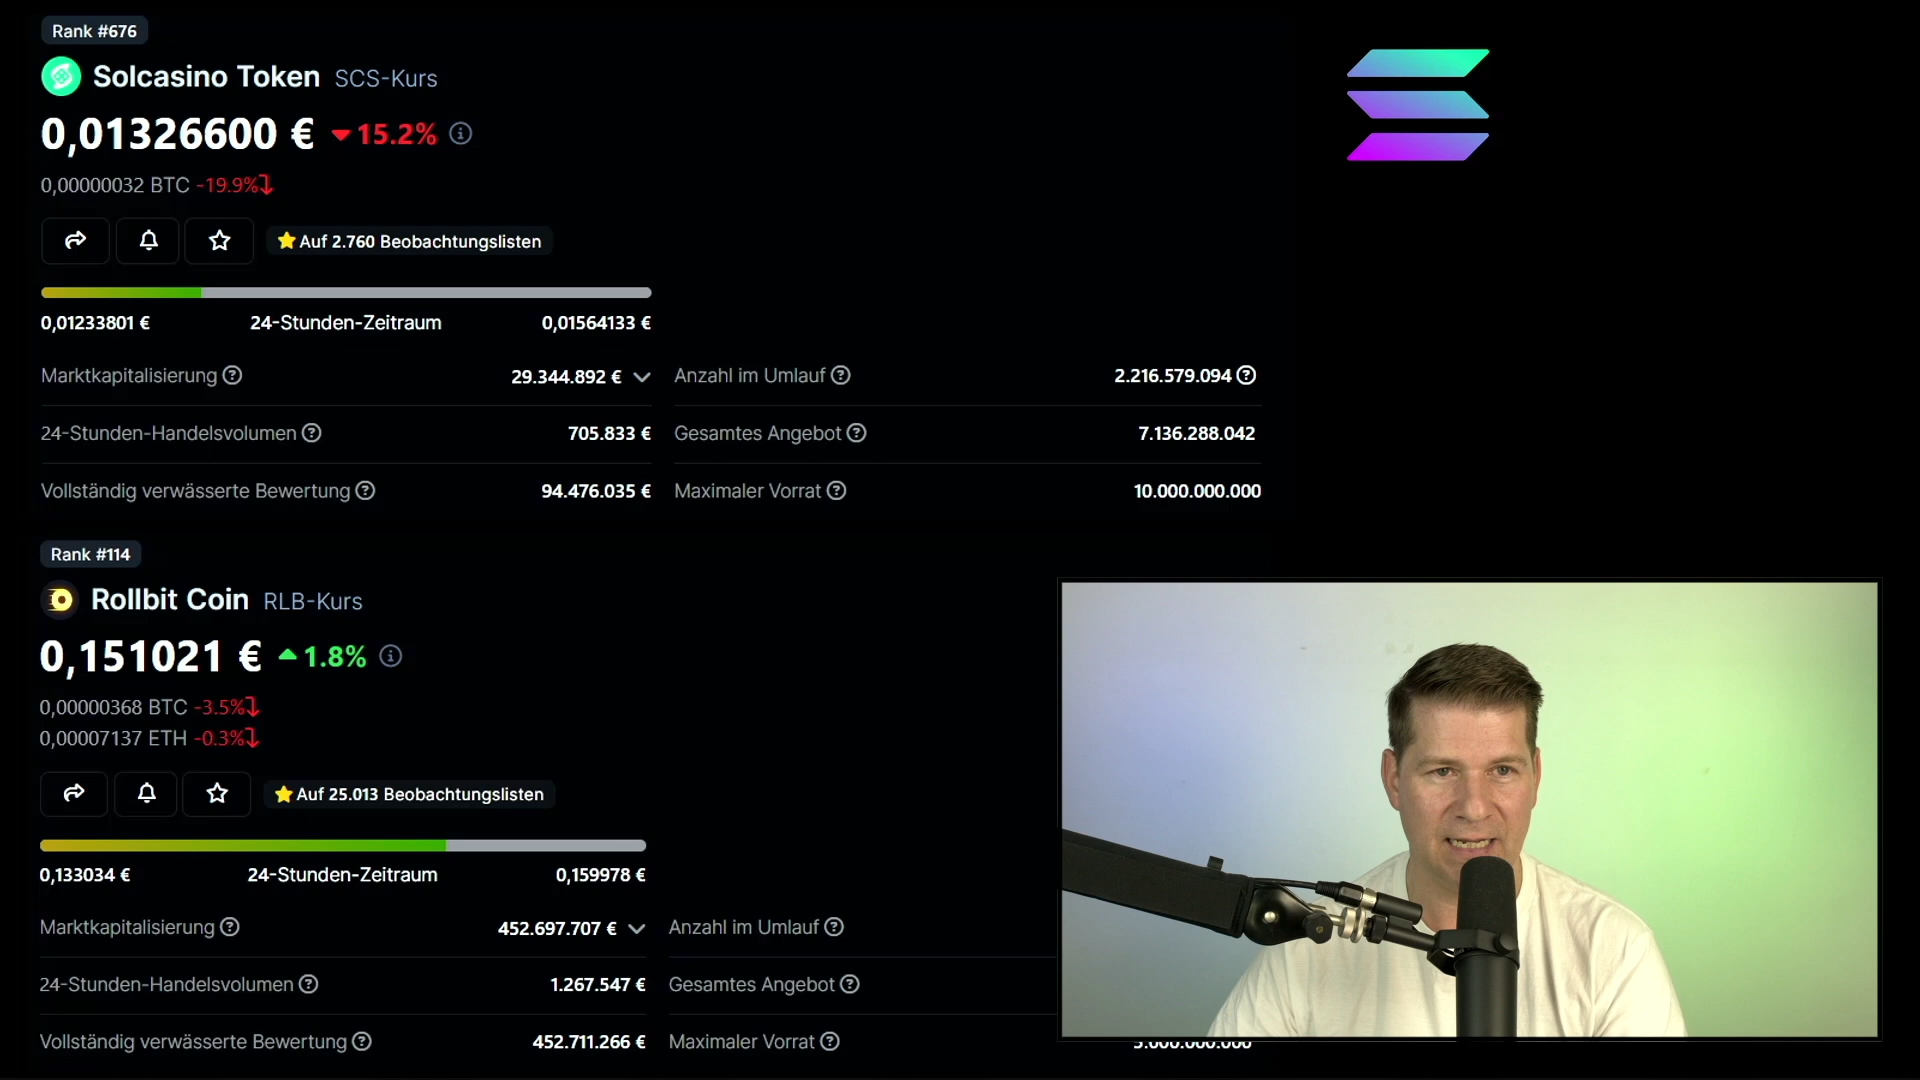 Rank #676
Solcasino Token SCS-Kurs
0,01326600 € 15.2%
0,00000032 BTC -19.9%
Auf 2.760 Beobachtungslisten
0,01233801 € 24-Stunden-Zeitraum 0,01564133 €
Marktkapitalisierung 29.344.892 € Anzahl im Umlauf 2.216.579.094
24-Stunden-Handelsvolumen 705.833 € Gesamtes Angebot 7.136.288.042
Vollständig verwässerte Bewertung 94.476.035 € Maximaler Vorrat 10.000.000.000
Rank #114
Rollbit Coin RLB-Kurs
0,151021 € 1.8%
0,00000368 BTC -3.5%
0,00007137 ETH -0.3%
Auf 25.013 Beobachtungslisten
0,133034 € 24-Stunden-Zeitraum 0,159978 €
Marktkapitalisierung 452.697.707 € Anzahl im Umlauf
24-Stunden-Handelsvolumen 1.267.547 € Gesamtes Angebot
Vollständig verwässerte Bewertung 452.711.266 € Maximaler Vorrat